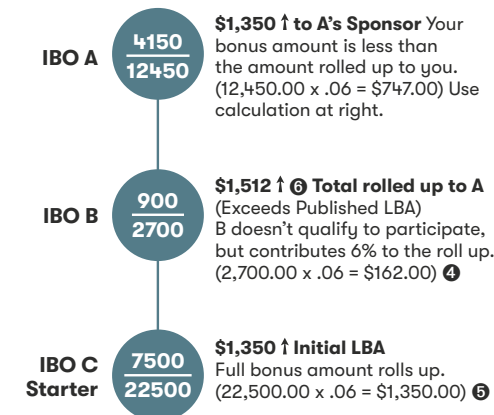 IBO A
4150
12450
$1,350 ↑ to A's Sponsor Your
bonus amount is less than
the amount rolled up to you.
(12,450.00 x .06 = $747.00) Use
calculation at right.
IBO B
900
2700
$1,512 ↑ ❻ Total rolled up to A
(Exceeds Published LBA)
B doesn't qualify to participate,
but contributes 6% to the roll up.
(2,700.00 x .06 = $162.00) ❹
IBO C
Starter
7500
22500
$1,350 ↑ Initial LBA
Full bonus amount rolls up.
(22,500.00 x .06 = $1,350.00) ❺